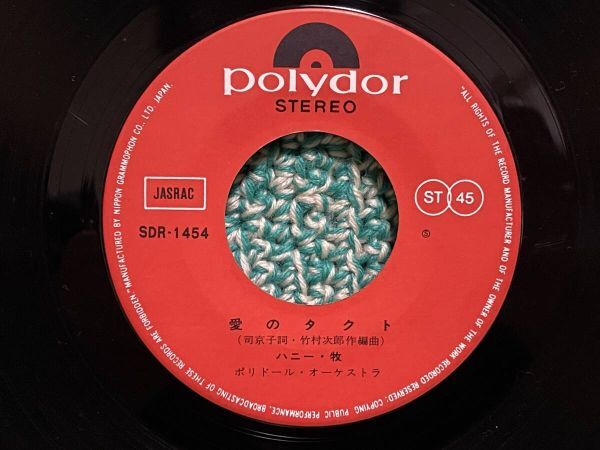 polydor
STEREO
JASRAC
SDR-1454
ST 45
Ⓢ
愛のタクト
(司京子詞・竹村次郎作編曲)
ハニー・牧
ポリドール・オーケストラ
"ALL RIGHTS OF THE RECORD MANUFACTURER AND OF THE OWNER OF THE WORK RECORDED RESERVED: COPYING, PUBLIC PERFORMANCE, BROADCASTING OF THESE RECORDS ARE FORBIDDEN" MANUFACTURED BY NIPPON GRAMMOPHON CO., LTD. JAPAN.